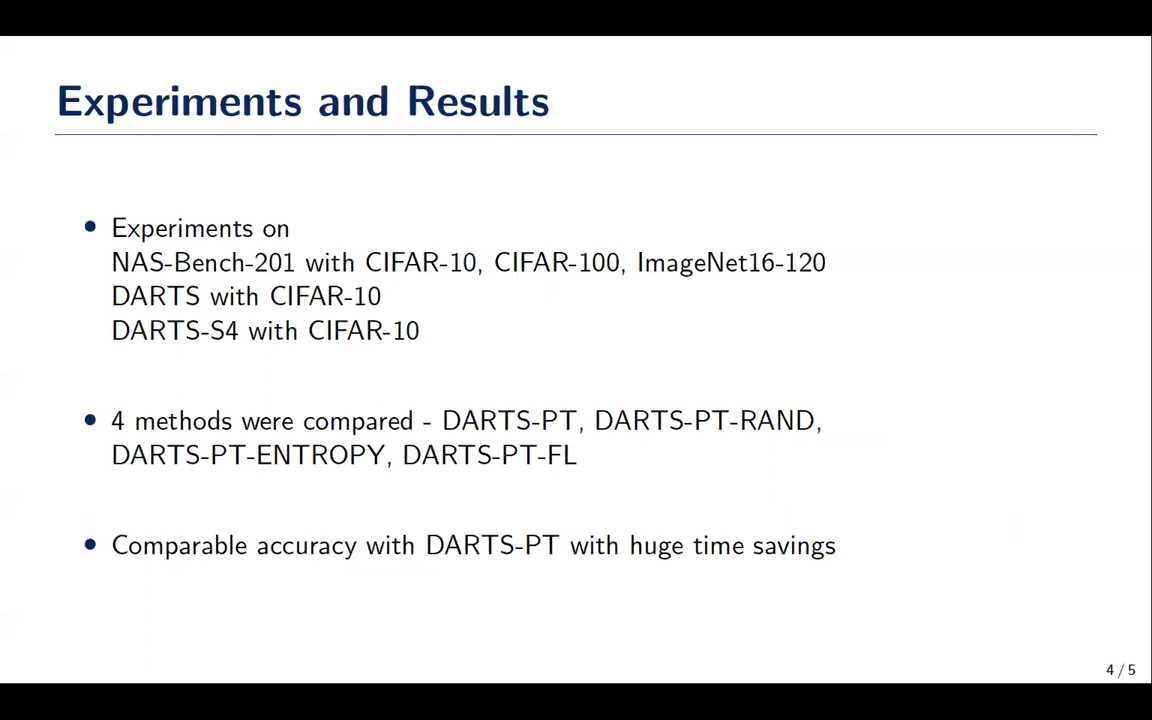 Experiments and Results
• Experiments on
NAS-Bench-201 with CIFAR-10, CIFAR-100, ImageNet16-120
DARTS with CIFAR-10
DARTS-S4 with CIFAR-10
• 4 methods were compared - DARTS-PT, DARTS-PT-RAND,
DARTS-PT-ENTROPY, DARTS-PT-FL
• Comparable accuracy with DARTS-PT with huge time savings
4 / 5